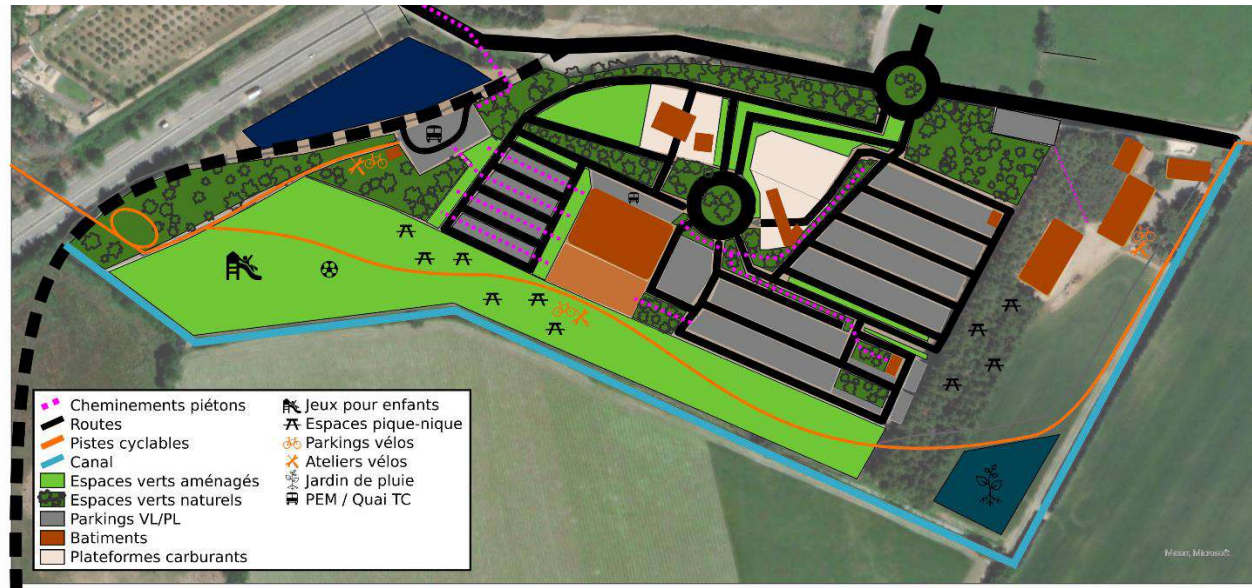 Cheminements piétons
Routes
Pistes cyclables
Canal
Espaces verts aménagés
Espaces verts naturels
Parkings VL/PL
Batiments
Plateformes carburants
Jeux pour enfants
Espaces pique-nique
Parkings vélos
Ateliers vélos
Jardin de pluie
PEM / Quai TC
Maxar, Microsoft